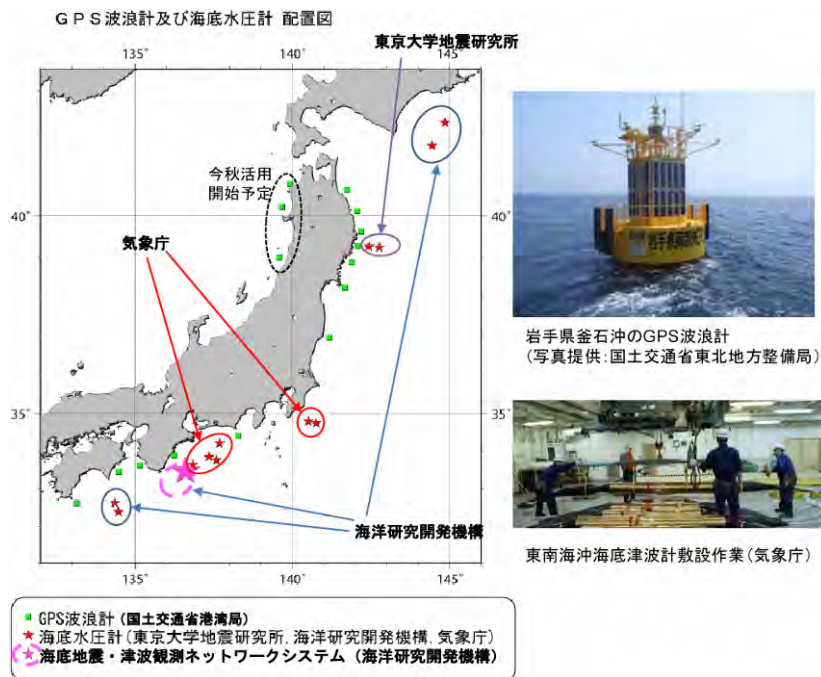 GPS波浪計及び海底水圧計 配置図
東京大学地震研究所
135°
140°
145°
今秋活用
開始予定
40°
40°
気象庁
岩手県釜石沖のGPS波浪計
(写真提供:国土交通省東北地方整備局)
35°
35°
海洋研究開発機構
135°
140°
145°
東南海沖海底津波計敷設作業(気象庁)
GPS波浪計(国土交通省港湾局)
海底水圧計(東京大学地震研究所, 海洋研究開発機構, 気象庁)
海底地震・津波観測ネットワークシステム(海洋研究開発機構)